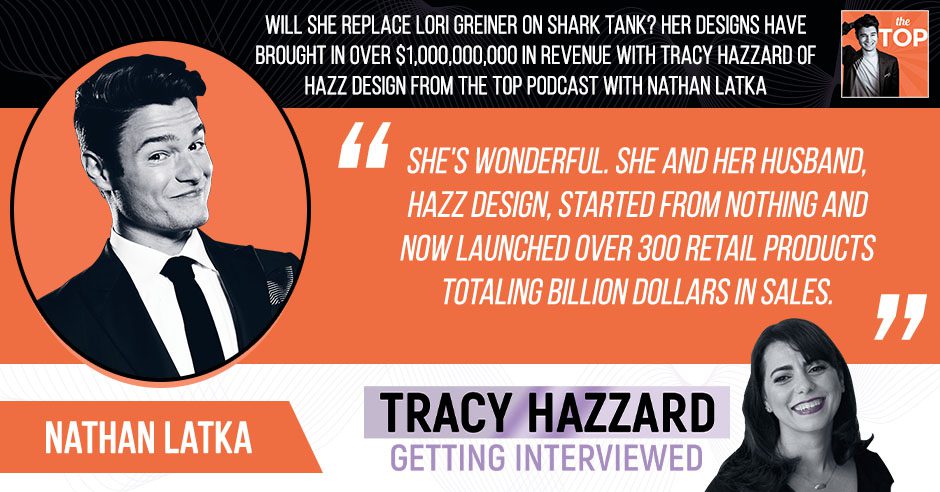 WILL SHE REPLACE LORI GREINER ON SHARK TANK? HER DESIGNS HAVE
BROUGHT IN OVER $1,000,000,000 IN REVENUE WITH TRACY HAZZARD OF
HAZZ DESIGN FROM THE TOP PODCAST WITH NATHAN LATKA
the
TOP
“ SHE'S WONDERFUL. SHE AND HER HUSBAND,
HAZZ DESIGN, STARTED FROM NOTHING AND
NOW LAUNCHED OVER 300 RETAIL PRODUCTS
TOTALING BILLION DOLLARS IN SALES. ”
NATHAN LATKA
TRACY HAZZARD
GETTING INTERVIEWED